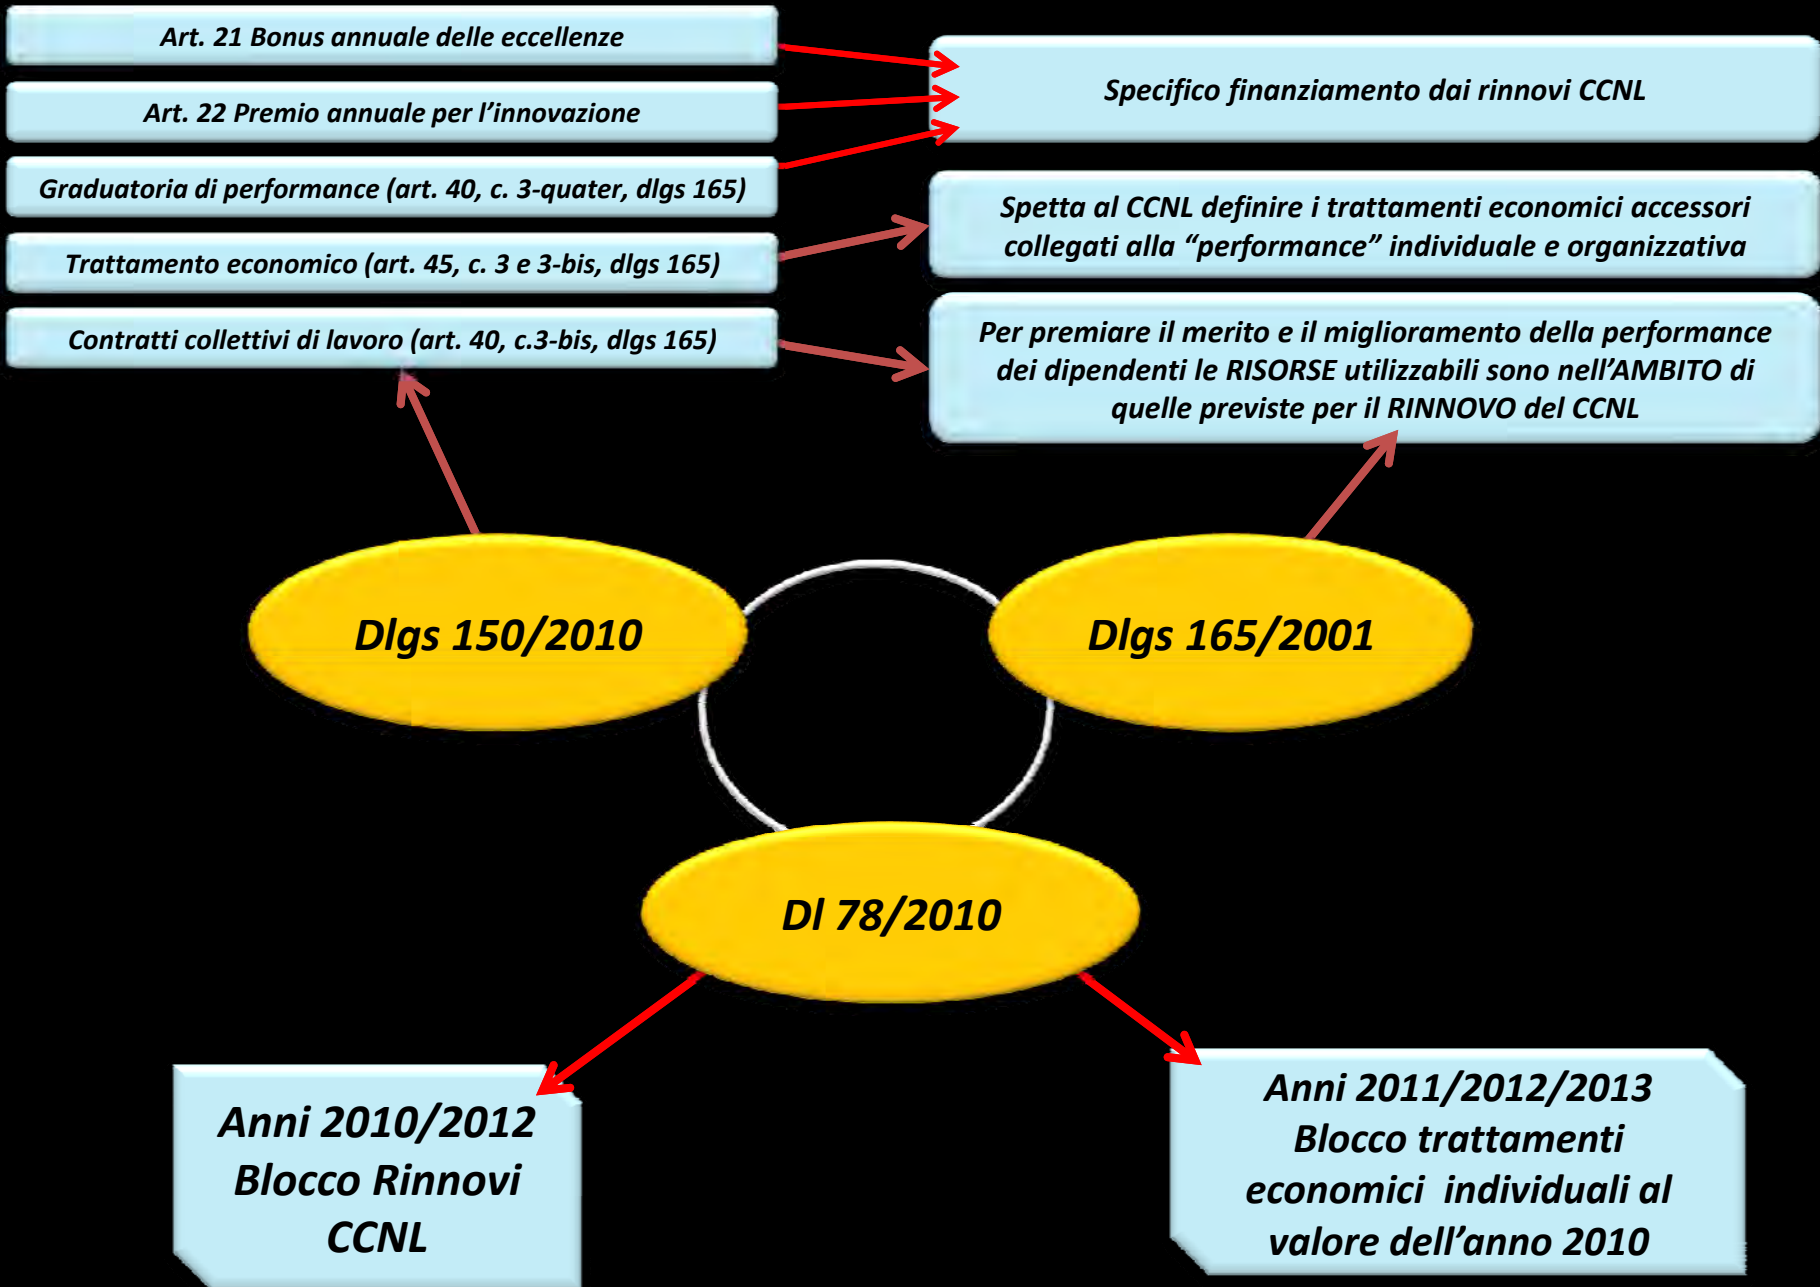 Art. 21 Bonus annuale delle eccellenze
Art. 22 Premio annuale per l'innovazione
Graduatoria di performance (art. 40, c. 3-quater, dlgs 165)
Trattamento economico (art. 45, c. 3 e 3-bis, dlgs 165)
Contratti collettivi di lavoro (art. 40, c.3-bis, dlgs 165)
Specifico finanziamento dai rinnovi CCNL
Spetta al CCNL definire i trattamenti economici accessori
collegati alla “performance” individuale e organizzativa
Per premiare il merito e il miglioramento della performance
dei dipendenti le RISORSE utilizzabili sono nell'AMBITO di
quelle previste per il RINNOVO del CCNL
Dlgs 150/2010
Dlgs 165/2001
Dl 78/2010
Anni 2010/2012
Blocco Rinnovi
CCNL
Anni 2011/2012/2013
Blocco trattamenti
economici individuali al
valore dell'anno 2010